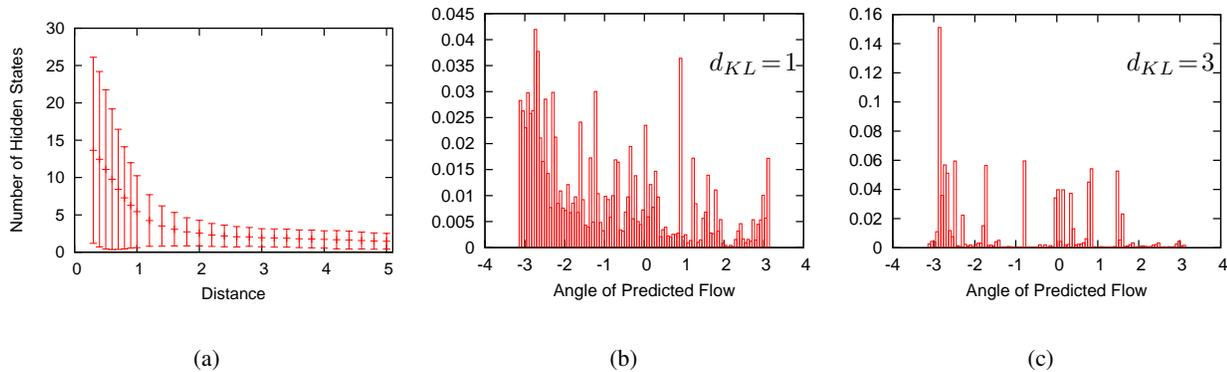 30
25
20
15
10
5
0
Number of Hidden States
0 1 2 3 4 5
Distance
(a)
0.045
0.04
0.035
0.03
0.025
0.02
0.015
0.01
0.005
0
d_{KL}=1
-4 -3 -2 -1 0 1 2 3 4
Angle of Predicted Flow
(b)
0.16
0.14
0.12
0.1
0.08
0.06
0.04
0.02
0
d_{KL}=3
-4 -3 -2 -1 0 1 2 3 4
Angle of Predicted Flow
(c)